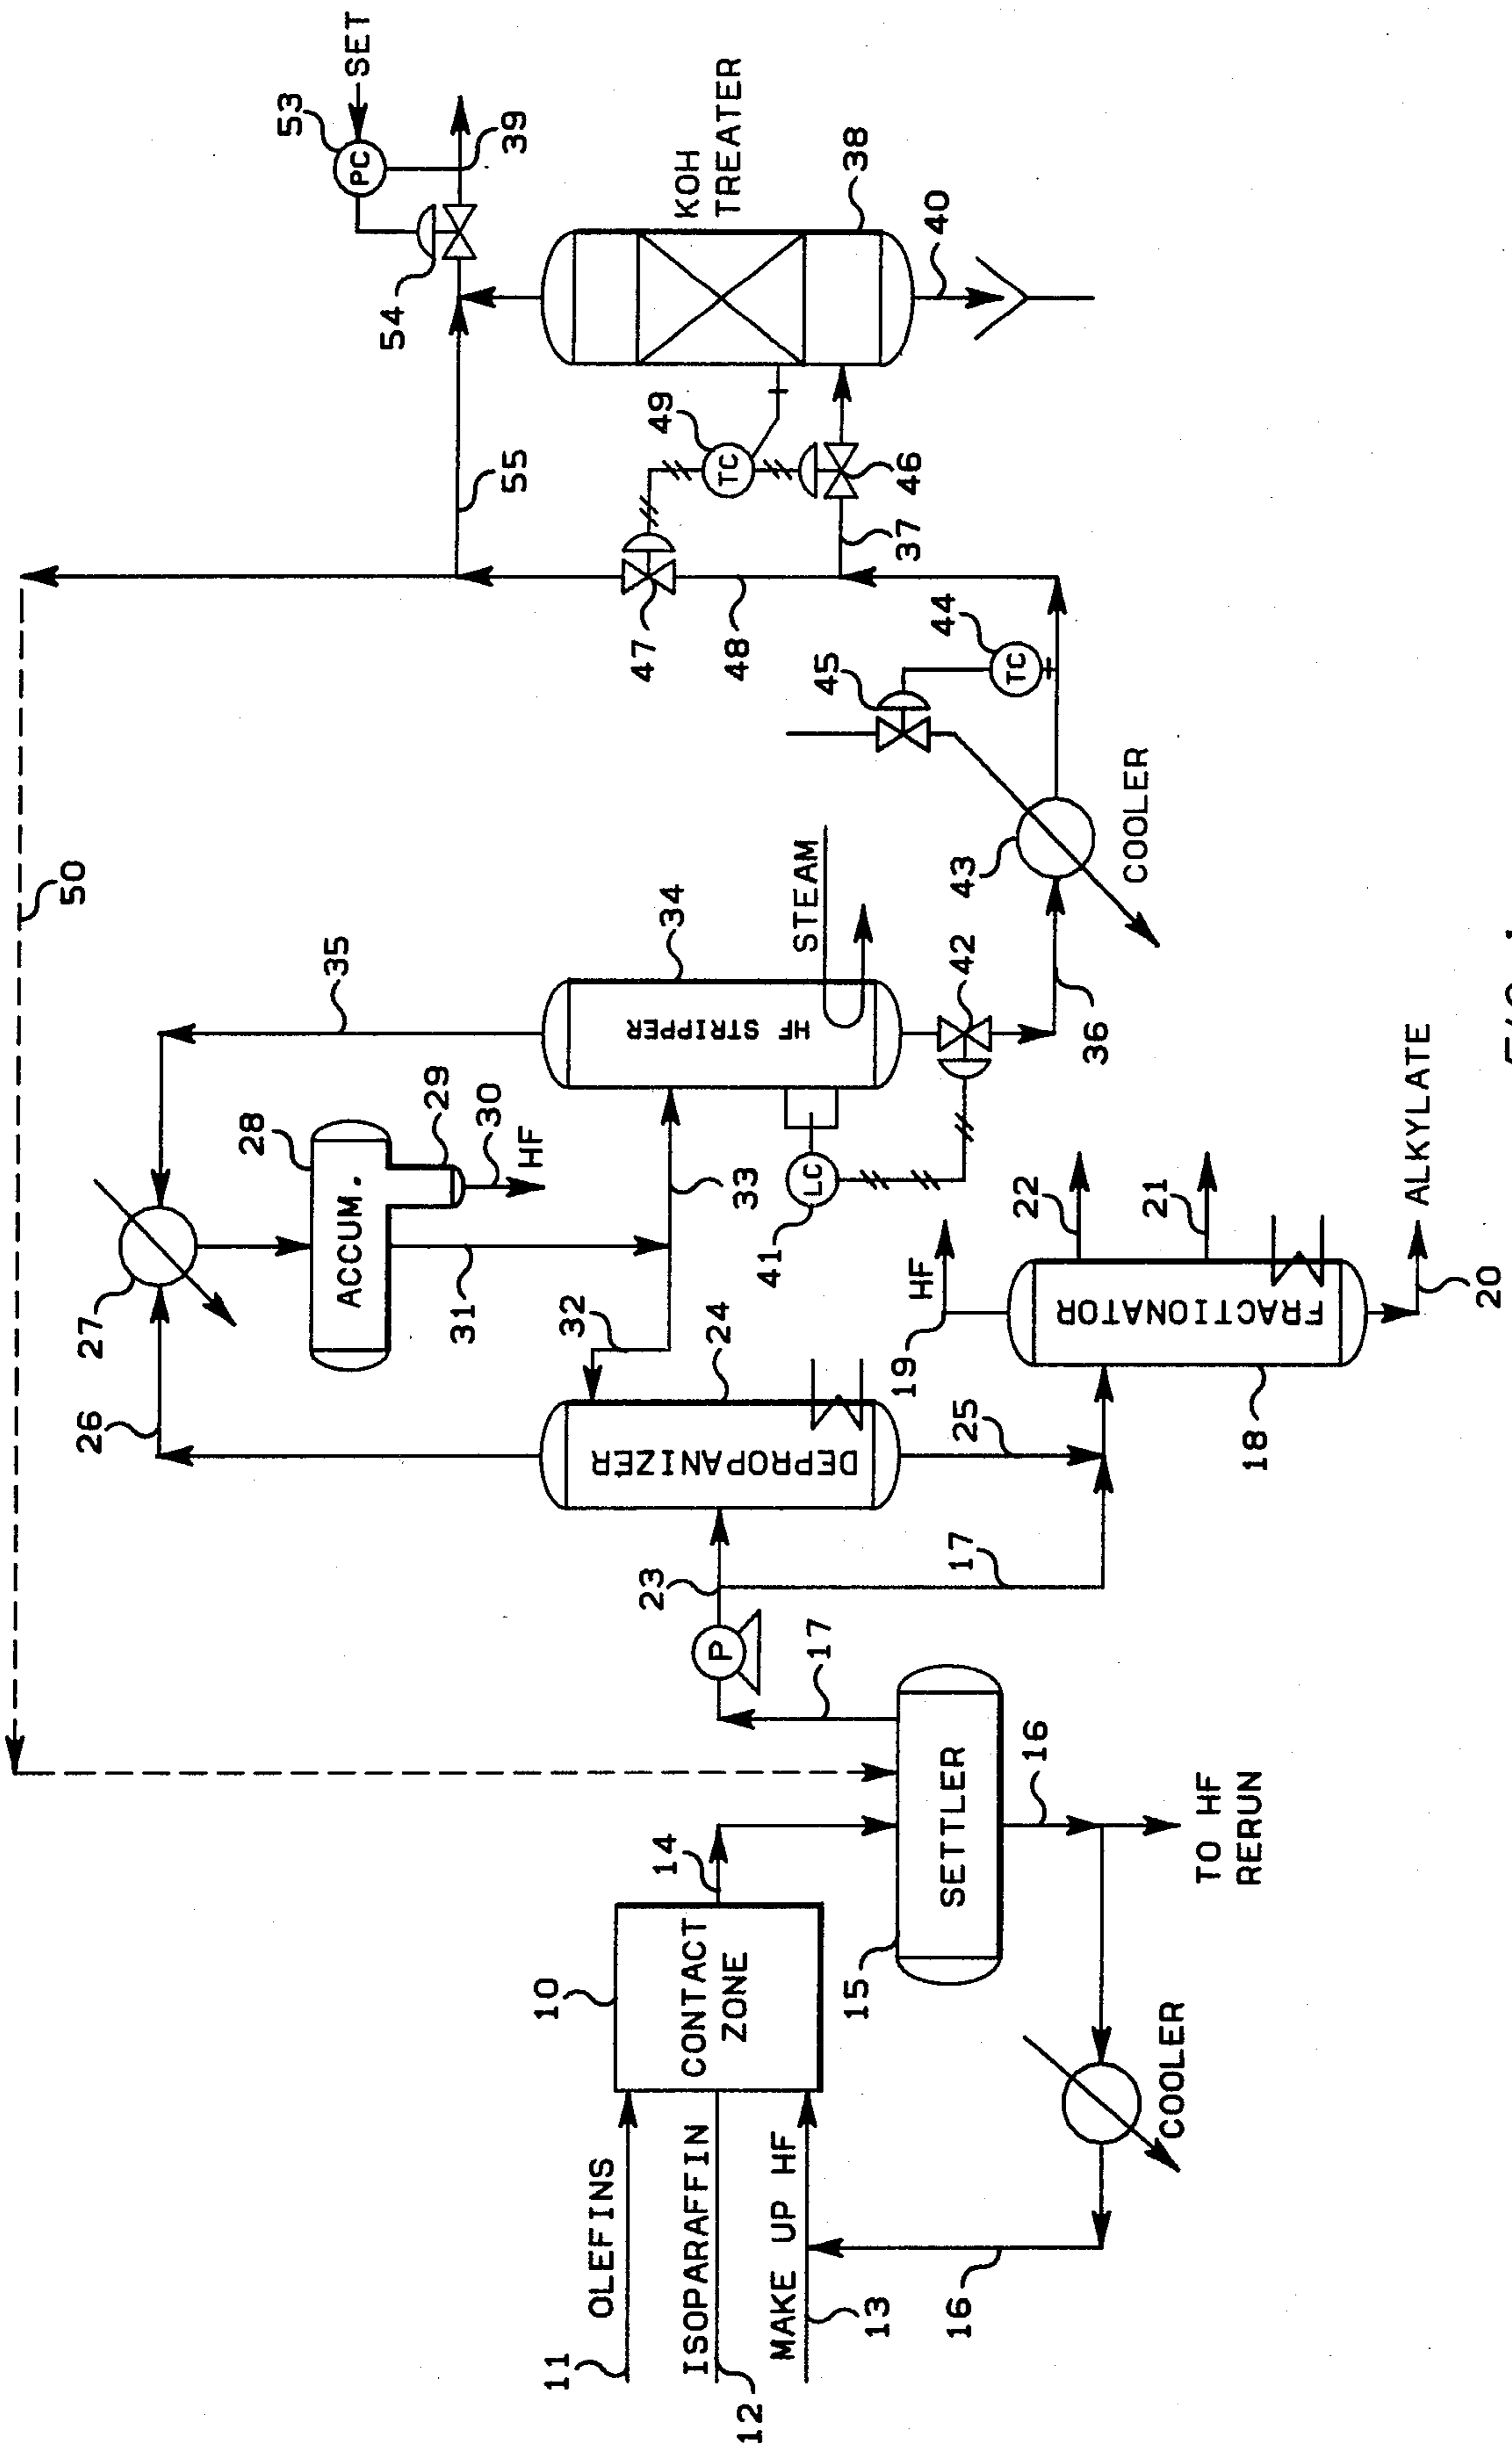 50
SET
53
PC
39
54
55
KOH
TREATER
38
40
49
TC
46
37
47
48
44
TC
45
43
COOLER
35
34
HF STRIPPER
STEAM
42
36
LC
41
33
28
ACCUM.
29
30
HF
31
27
26
32
24
DEPROPANIZER
25
19
HF
22
21
FRACTIONATOR
18
20
ALKYLATE
23
P
17
17
14
15
SETTLER
16
TO HF
RERUN
10
CONTACT
ZONE
COOLER
16
11
OLEFINS
12
ISOPARAFFIN
13
MAKE UP HF